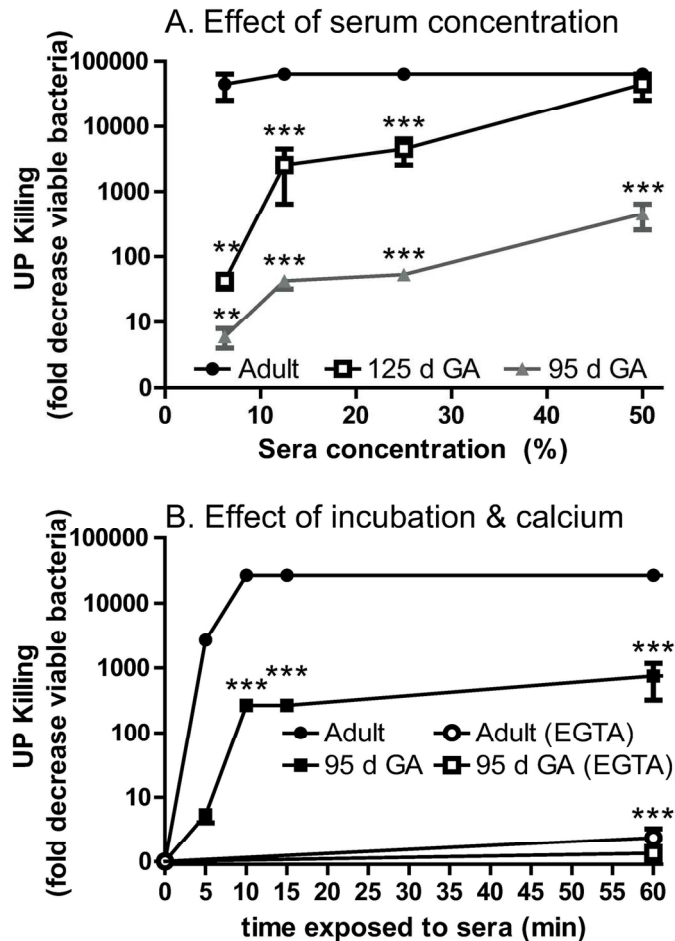 A. Effect of serum concentration
UP Killing
(fold decrease viable bacteria)
100000
10000
1000
100
10
0
***
***
***
**
***
***
**
Adult 125 d GA 95 d GA
0 10 20 30 40 50
Sera concentration (%)
B. Effect of incubation & calcium
UP Killing
(fold decrease viable bacteria)
100000
10000
1000
100
10
0
***
***
***
Adult Adult (EGTA)
95 d GA 95 d GA (EGTA)
***
0 5 10 15 20 25 30 35 40 45 50 55 60
time exposed to sera (min)